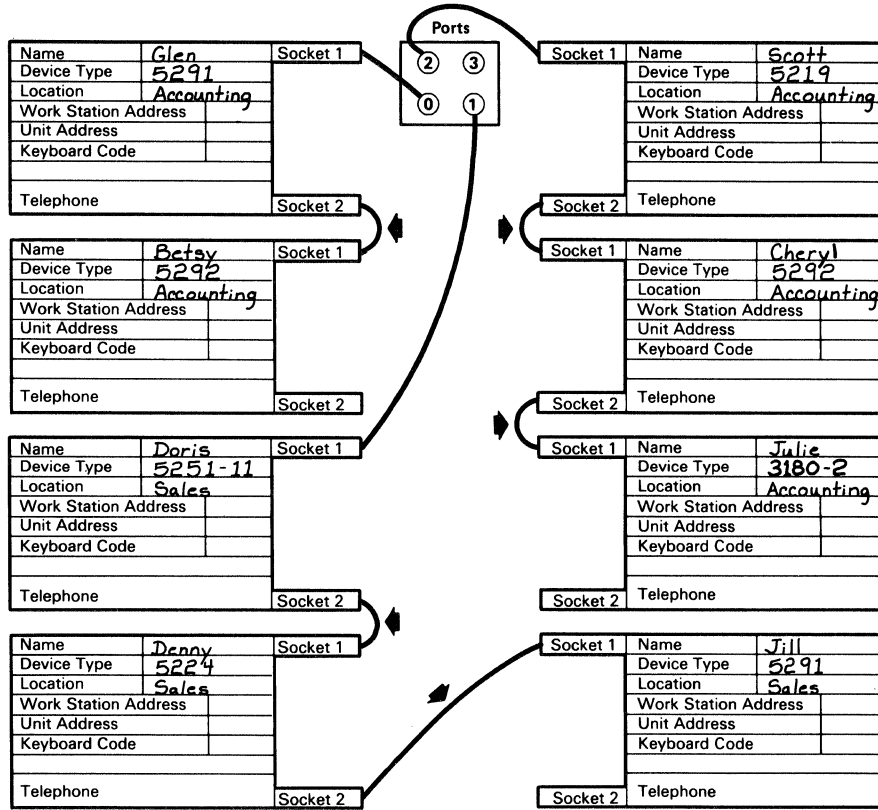 Ports
2 3
0 1
Name Glen Socket 1
Device Type 5291
Location Accounting
Work Station Address
Unit Address
Keyboard Code
Telephone
Socket 2
Socket 1 Name Scott
Device Type 5219
Location Accounting
Work Station Address
Unit Address
Keyboard Code
Socket 2 Telephone
Name Betsy Socket 1
Device Type 5292
Location Accounting
Work Station Address
Unit Address
Keyboard Code
Telephone
Socket 2
Socket 1 Name Cheryl
Device Type 5292
Location Accounting
Work Station Address
Unit Address
Keyboard Code
Socket 2 Telephone
Name Doris Socket 1
Device Type 5251-11
Location Sales
Work Station Address
Unit Address
Keyboard Code
Telephone
Socket 2
Socket 1 Name Julie
Device Type 3180-2
Location Accounting
Work Station Address
Unit Address
Keyboard Code
Socket 2 Telephone
Name Denny Socket 1
Device Type 5224
Location Sales
Work Station Address
Unit Address
Keyboard Code
Telephone
Socket 2
Socket 1 Name Jill
Device Type 5291
Location Sales
Work Station Address
Unit Address
Keyboard Code
Socket 2 Telephone